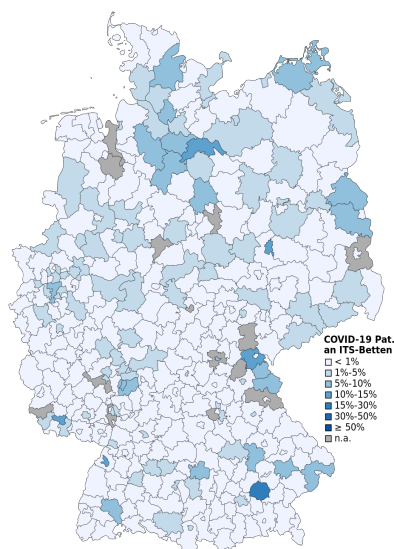 COVID-19 Pat.
an ITS-Betten
< 1%
1%-5%
5%-10%
10%-15%
15%-30%
30%-50%
≥ 50%
n.a.